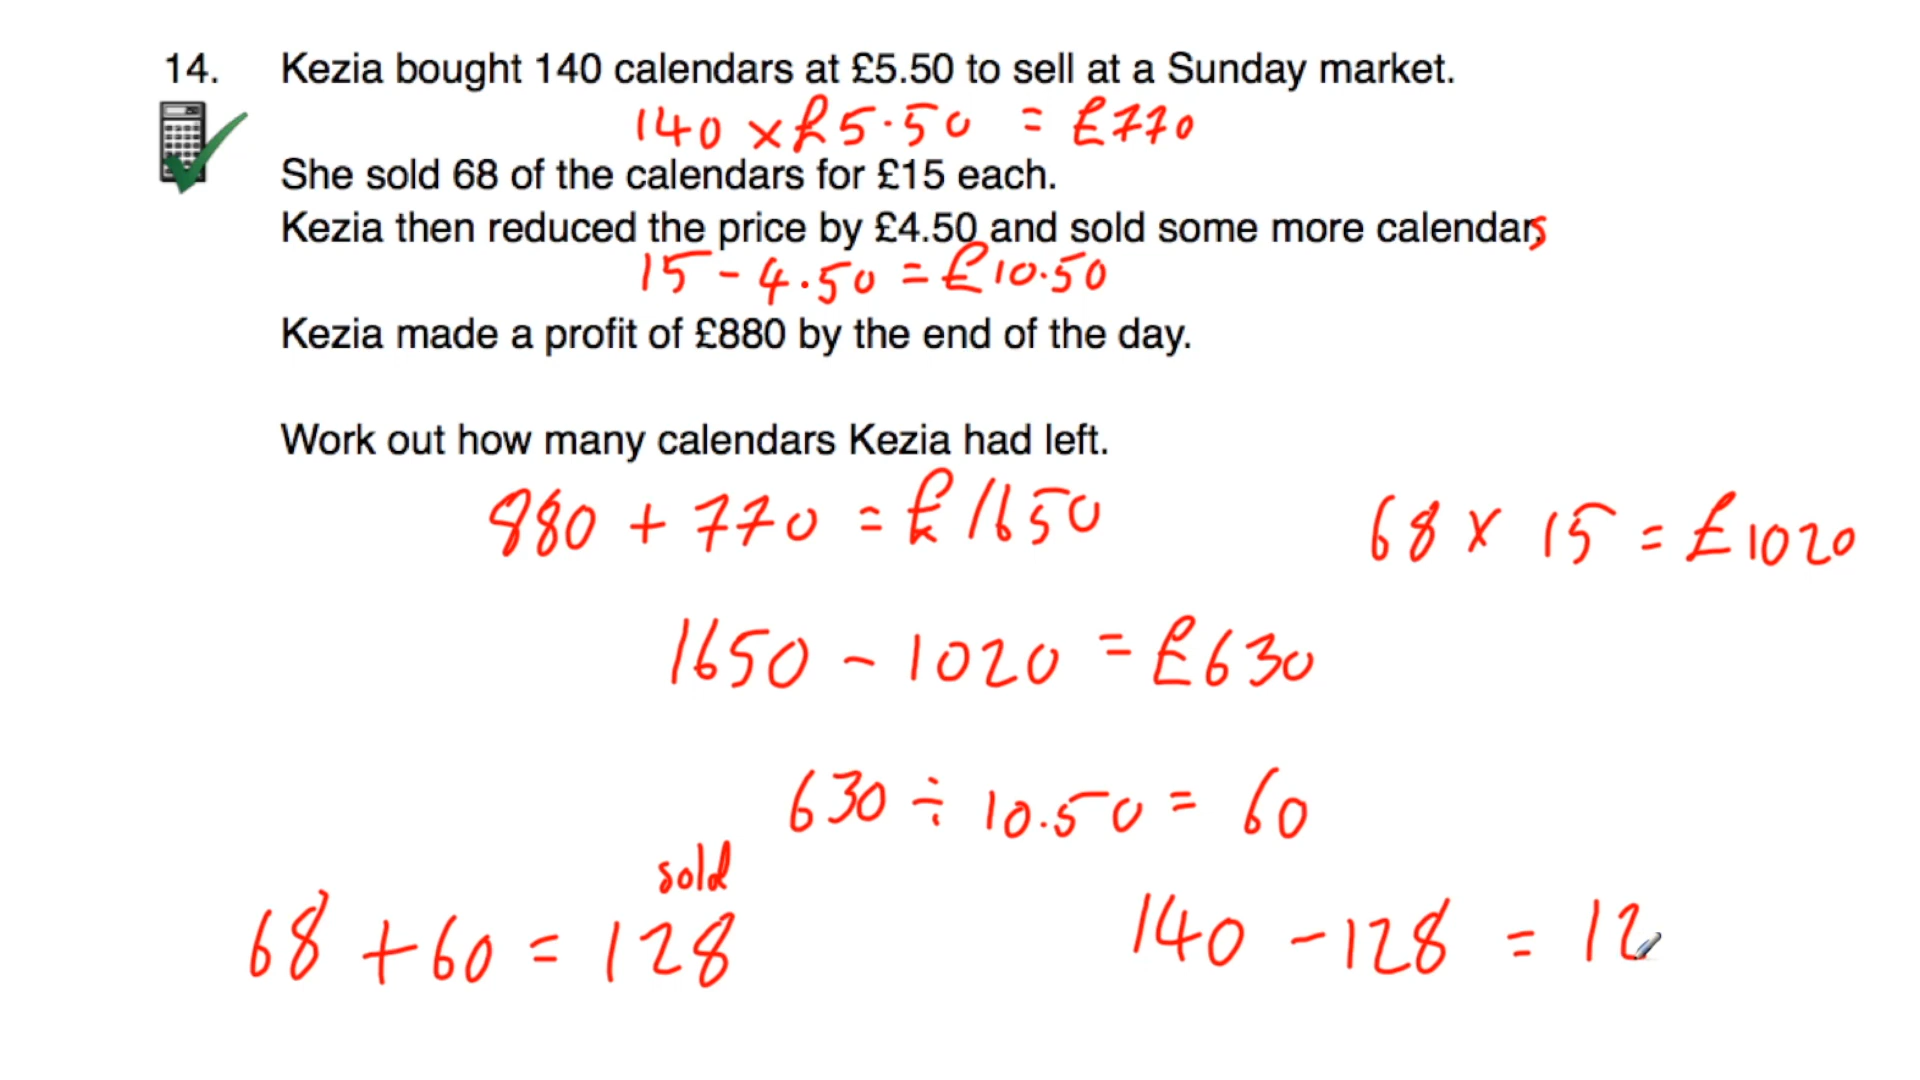 14. Kezia bought 140 calendars at £5.50 to sell at a Sunday market.
140 × £5.50 = £770
She sold 68 of the calendars for £15 each.
Kezia then reduced the price by £4.50 and sold some more calendars
15 - 4.50 = £10.50
Kezia made a profit of £880 by the end of the day.
Work out how many calendars Kezia had left.
880 + 770 = £1650
68 × 15 = £1020
1650 - 1020 = £630
630 ÷ 10.50 = 60
sold
68 + 60 = 128
140 - 128 = 12